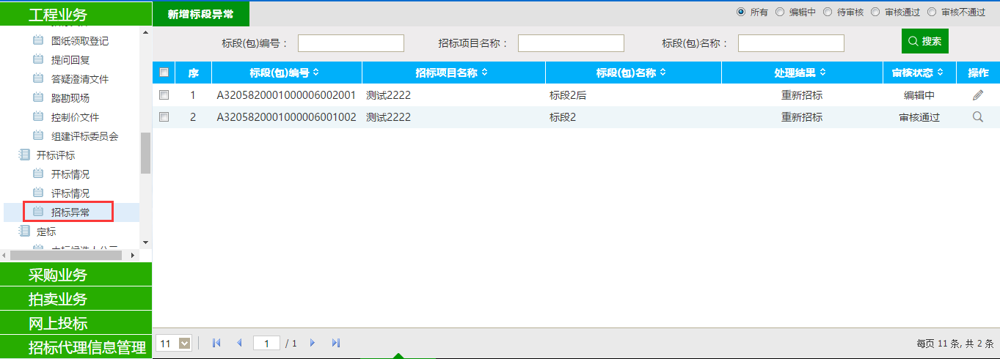 工程业务
图纸领取登记
提问回复
答疑澄清文件
踏勘现场
控制价文件
组建评标委员会
开标评标
开标情况
评标情况
招标异常
定标
采购业务
拍卖业务
网上投标
招标代理信息管理
新增标段异常
所有 编辑中 待审核 审核通过 审核不通过
标段(包)编号： 招标项目名称： 标段(包)名称： 搜索
序 标段(包)编号 招标项目名称 标段(包)名称 处理结果 审核状态 操作
1 A3205820001000006002001 测试2222 标段2后 重新招标 编辑中
2 A3205820001000006001002 测试2222 标段2 重新招标 审核通过
11 1 / 1 每页 11 条, 共 2 条